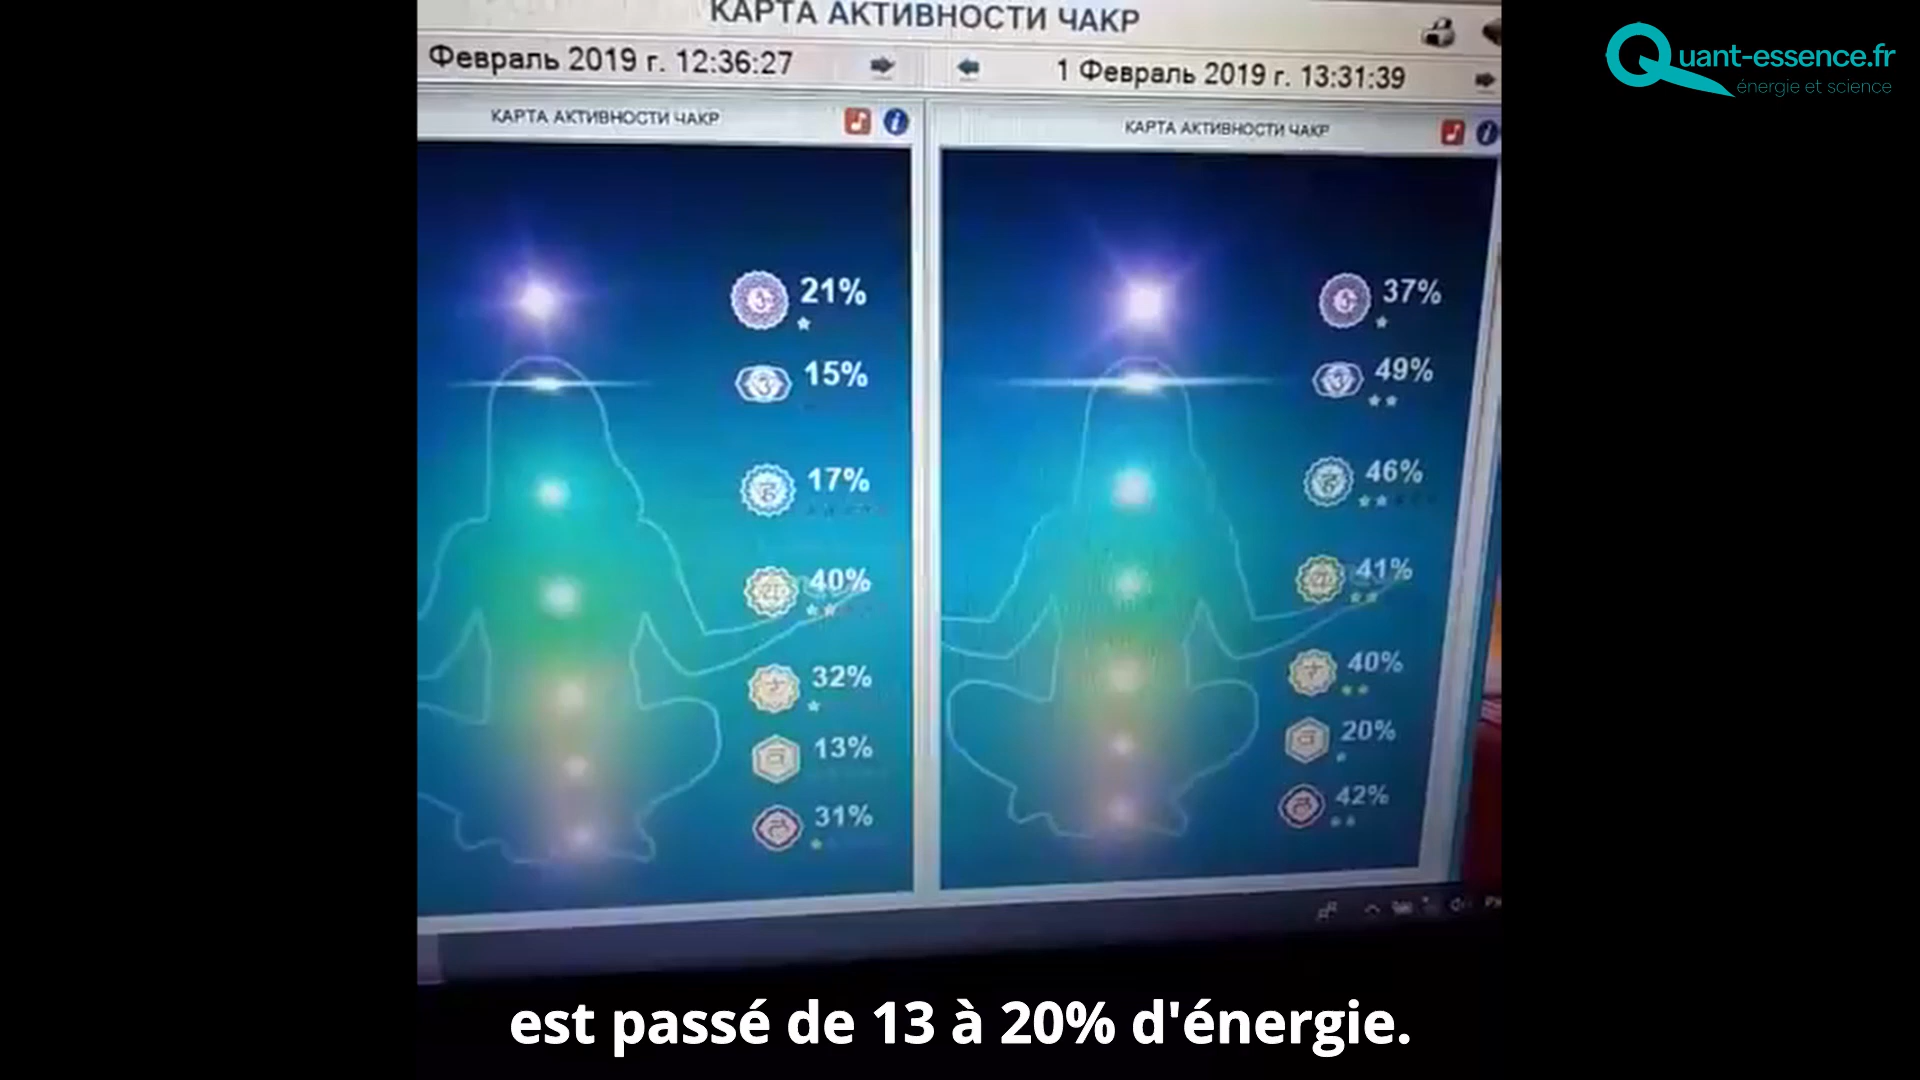 КАРТА АКТИВНОСТИ ЧАКР
Февраль 2019 г. 12:36:27
1 Февраль 2019 г. 13:31:39
КАРТА АКТИВНОСТИ ЧАКР
КАРТА АКТИВНОСТИ ЧАКР
21%
15%
17%
40%
32%
13%
31%
37%
49%
46%
41%
40%
20%
42%
Quant-essence.fr
énergie et science
est passé de 13 à 20% d'énergie.